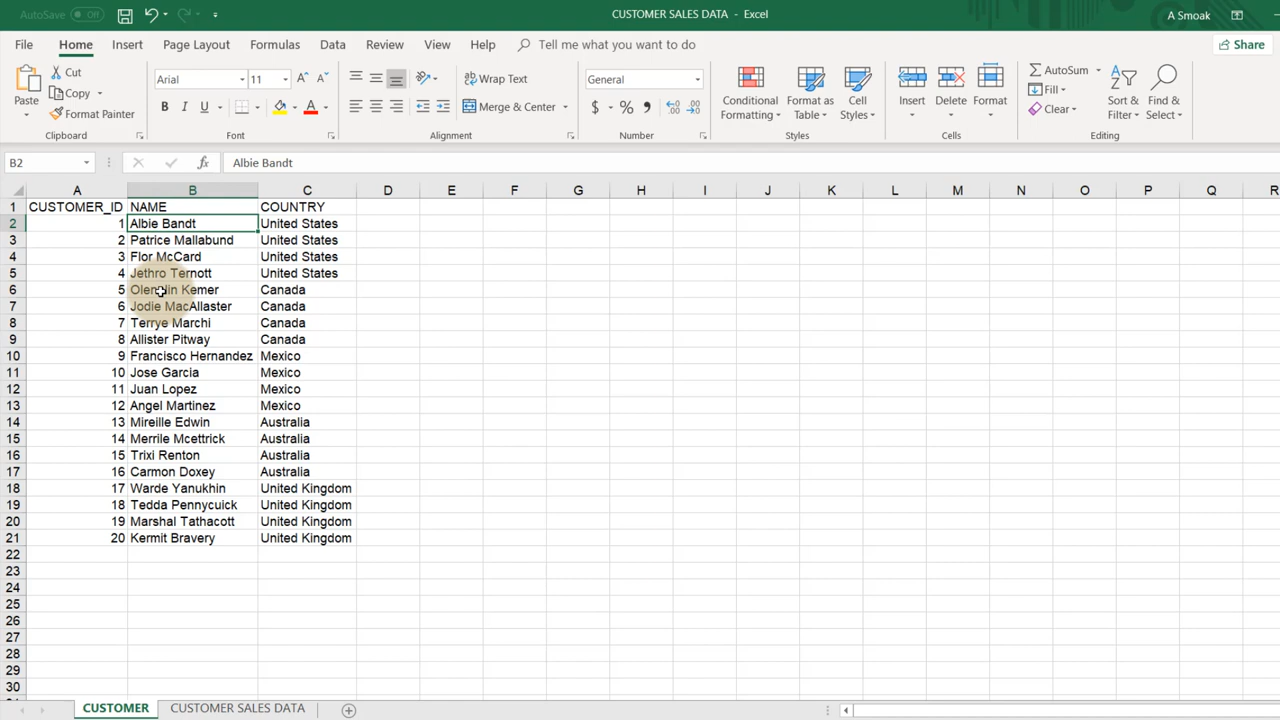 AutoSave Off CUSTOMER SALES DATA - Excel A Smoak
File Home Insert Page Layout Formulas Data Review View Help Tell me what you want to do Share
Paste Cut Copy Format Painter Clipboard
Arial 11 B I U A Font
Wrap Text Merge & Center Alignment
General $ % Number
Conditional Formatting Format as Table Cell Styles Styles
Insert Delete Format Cells
AutoSum Fill Clear Sort & Filter Find & Select Editing
B2 fx Albie Bandt
A B C D E F G H I J K L M N O P Q R
1 CUSTOMER_ID NAME COUNTRY
2 1 Albie Bandt United States
3 2 Patrice Mallabund United States
4 3 Flor McCard United States
5 4 Jethro Ternott United States
6 5 Kemer Canada
7 6 Jodie MacAllaster Canada
8 7 Terrye Marchi Canada
9 8 Allister Pitway Canada
10 9 Francisco Hernandez Mexico
11 10 Jose Garcia Mexico
12 11 Juan Lopez Mexico
13 12 Angel Martinez Mexico
14 13 Mireille Edwin Australia
15 14 Merrile Mcettrick Australia
16 15 Trixi Renton Australia
17 16 Carmon Doxey Australia
18 17 Warde Yanukhin United Kingdom
19 18 Tedda Pennycuick United Kingdom
20 19 Marshal Tathacott United Kingdom
21 20 Kermit Bravery United Kingdom
22
23
24
25
26
27
28
29
30
CUSTOMER CUSTOMER SALES DATA